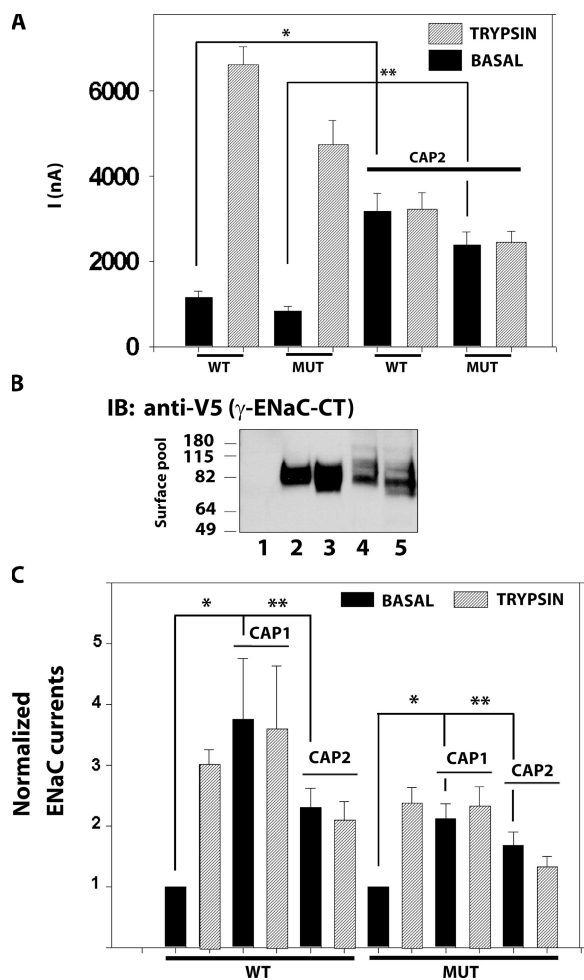 A
*
TRYPSIN
BASAL
**
CAP2
I (nA)
6000
4000
2000
0
WT MUT WT MUT
B
IB: anti-V5 (γ-ENaC-CT)
Surface pool
180
115
82
64
49
1 2 3 4 5
C
BASAL TRYPSIN
* **
CAP1
CAP2
* **
CAP1
CAP2
Normalized
ENaC currents
5
4
3
2
1
WT MUT